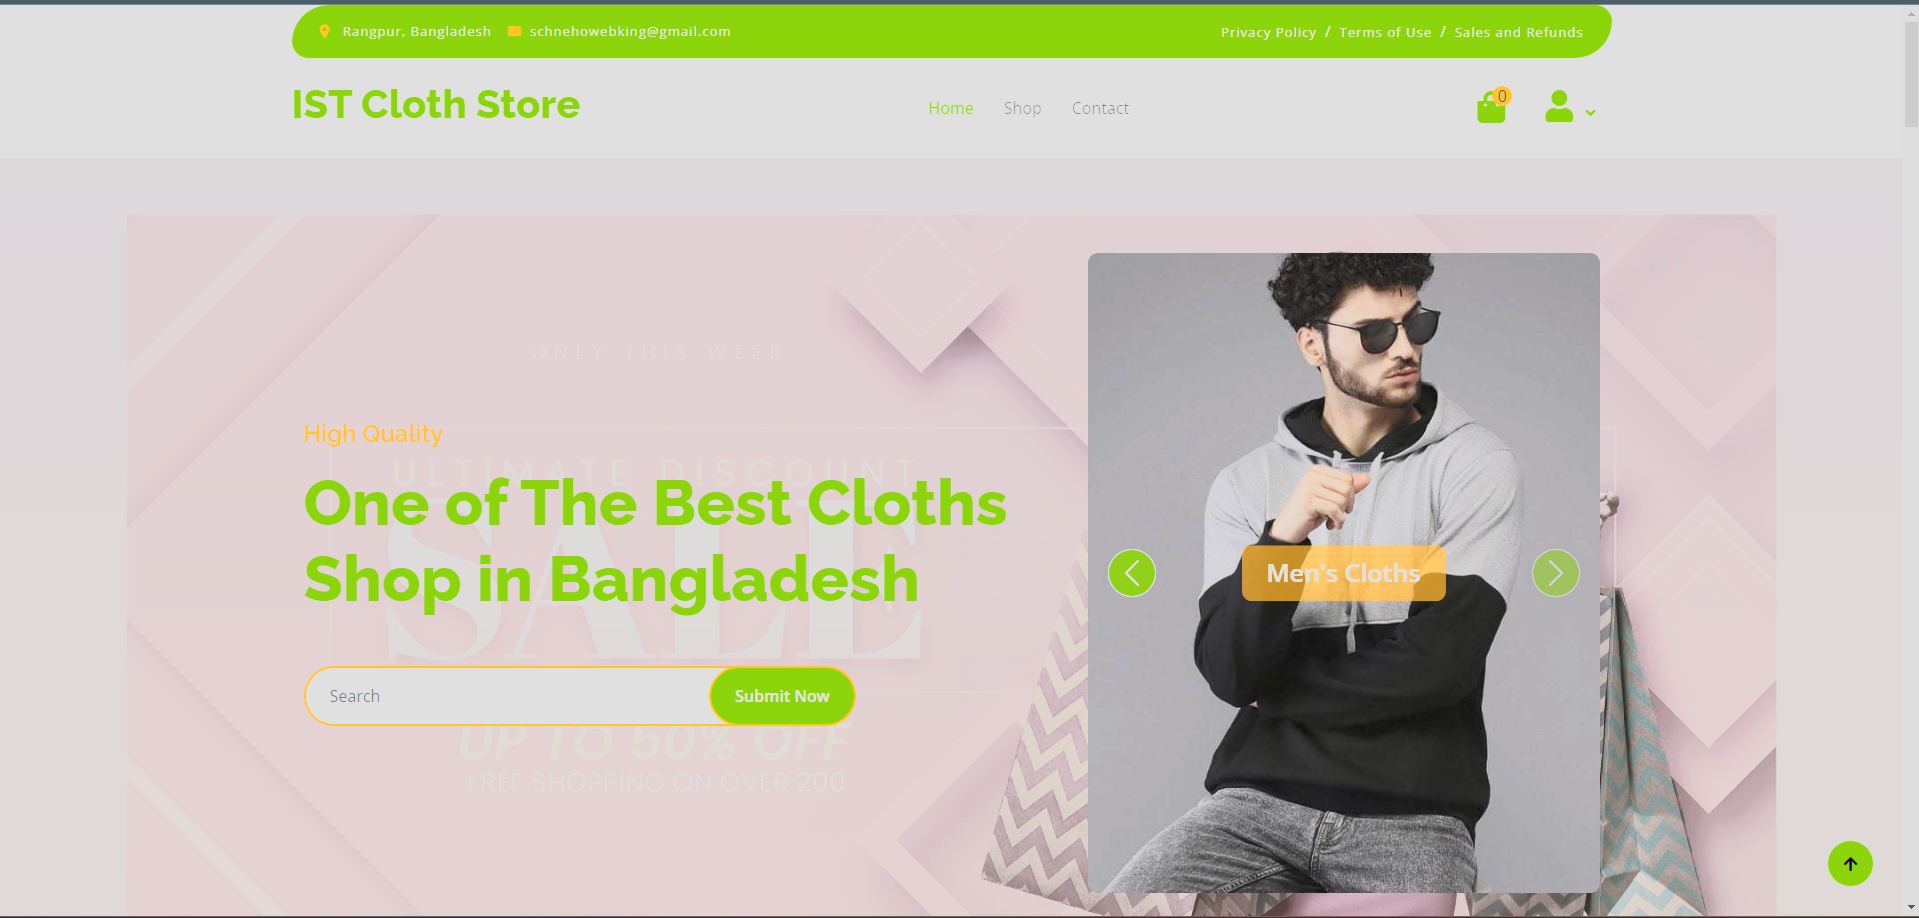 Rangpur, Bangladesh schnehowebking@gmail.com Privacy Policy / Terms of Use / Sales and Refunds
IST Cloth Store Home Shop Contact 0
ONLY THIS WEEK
High Quality
ULTIMATE DISCOUNT
One of The Best Cloths
Shop in Bangladesh
SALE
Men's Cloths
Search Submit Now
UP TO 50% OFF
FREE SHOPPING ON OVER 200